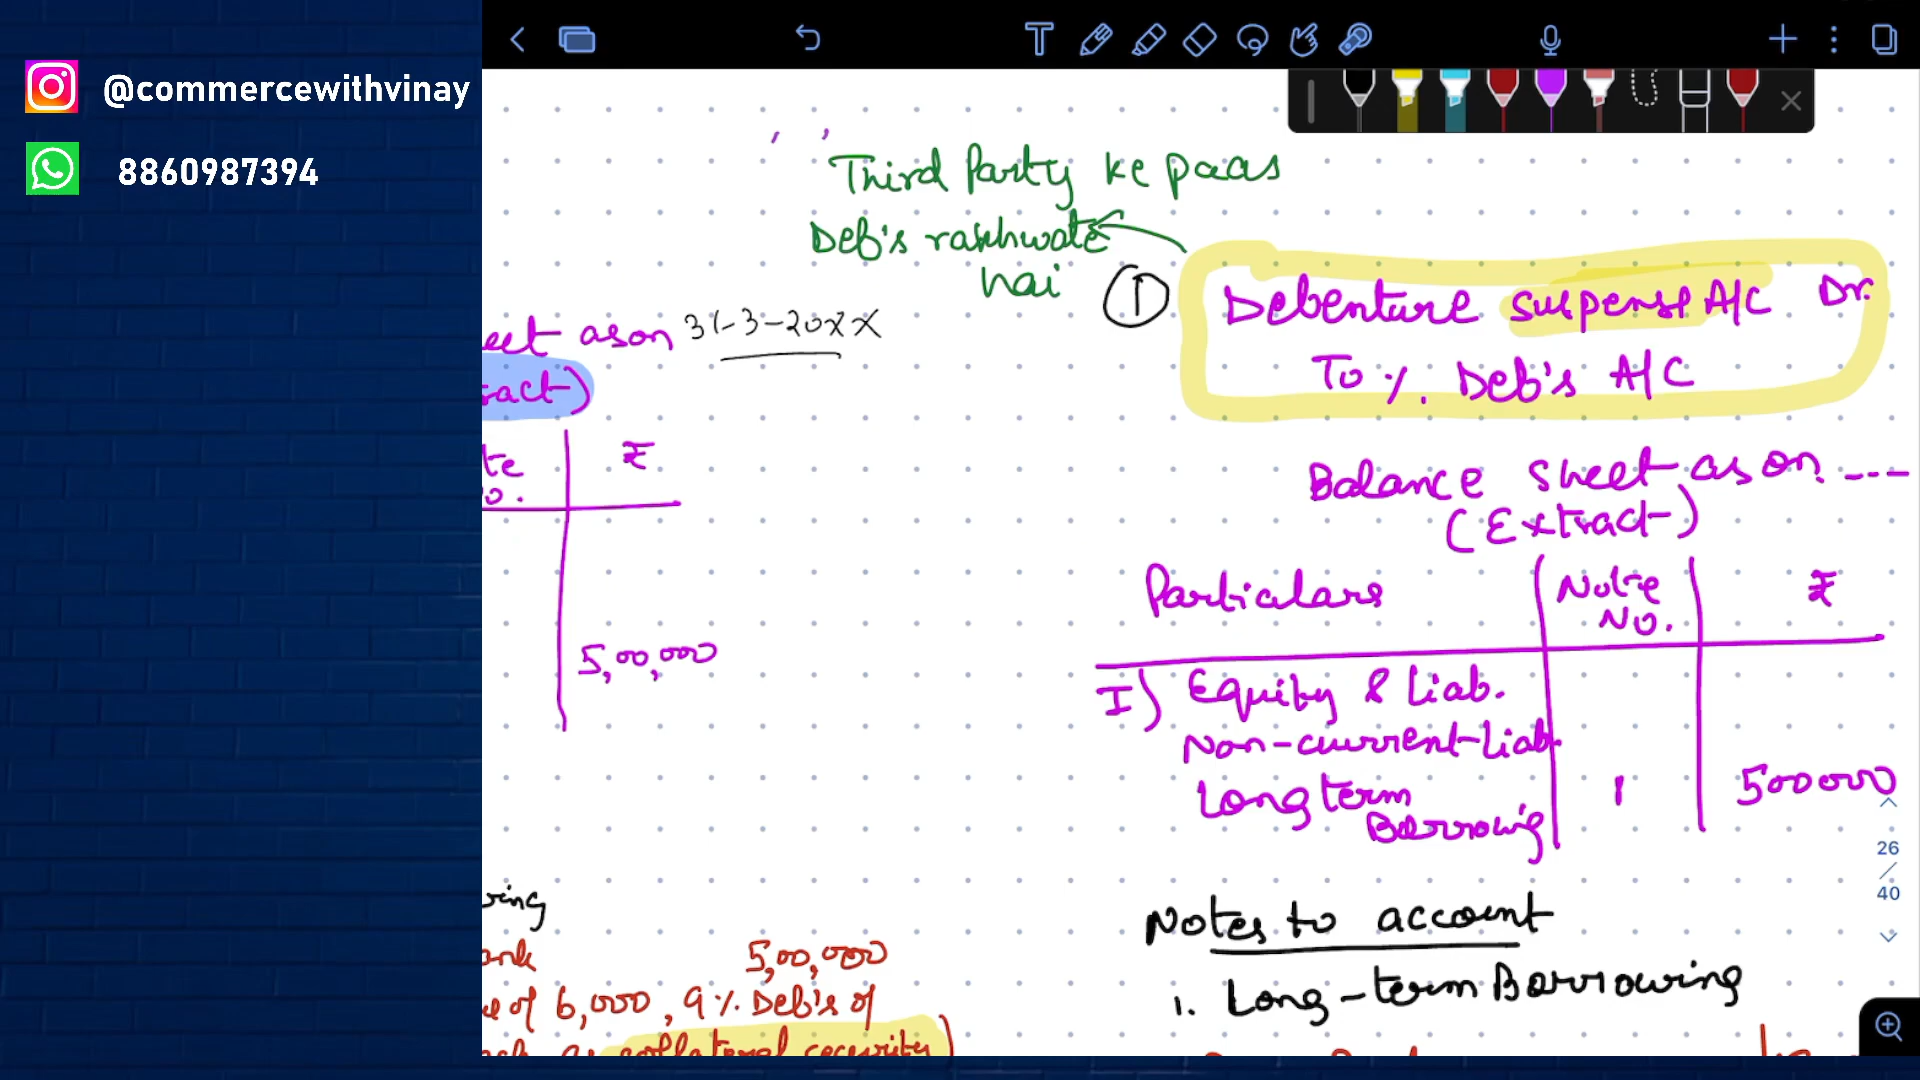 @commercewithvinay
8860987394
Third Party ke paas
Deb's rakhwate
hai
eet as on 31-3-20XX
ract)
te
o.
₹
5,00,000
ank 5,00,000
ue of 6,000, 9% Deb's of
collateral security)
①
Debenture suspense A/C Dr.
To % Deb's A/C
Balance sheet as on ---
(Extract)
Particulars Note No. ₹
I) Equity & Liab.
Non-current-Liab.
Long term
Borrowing 1 500000
Notes to account
1. Long-term Borrowing
26
/
40